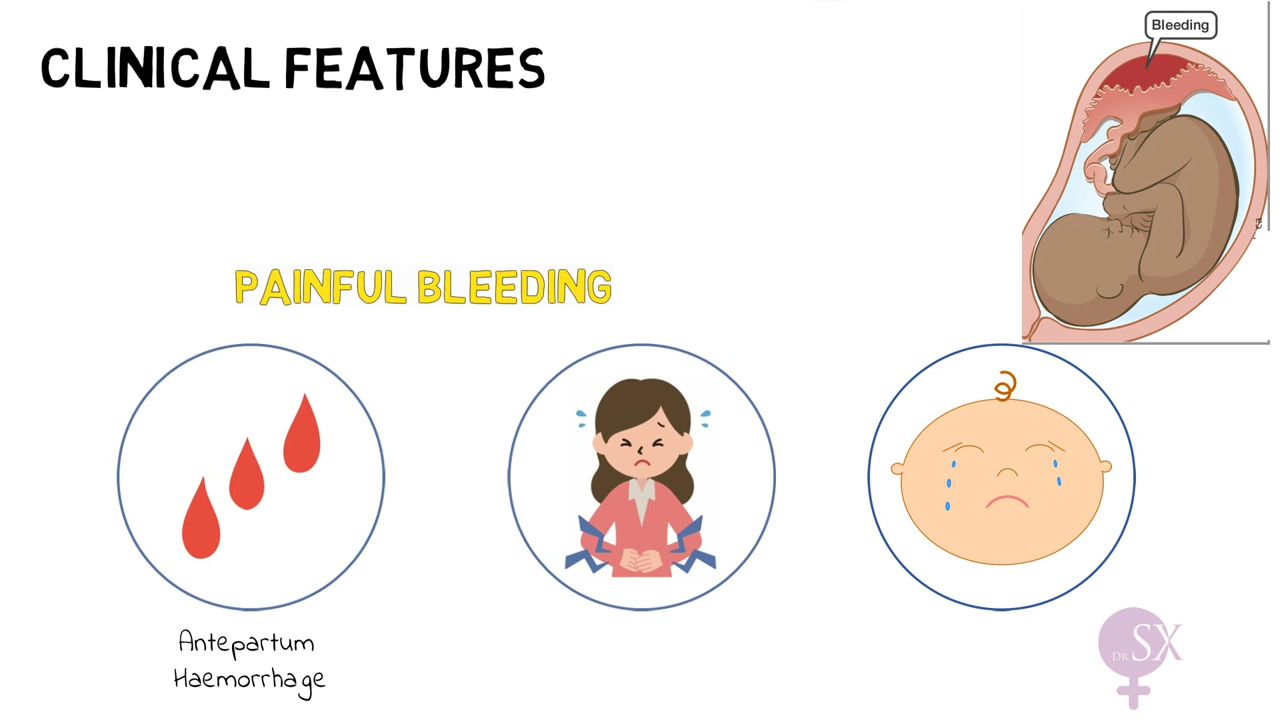 Bleeding
CLINICAL FEATURES
PAINFUL BLEEDING
Antepartum
Haemorrhage
DR SX